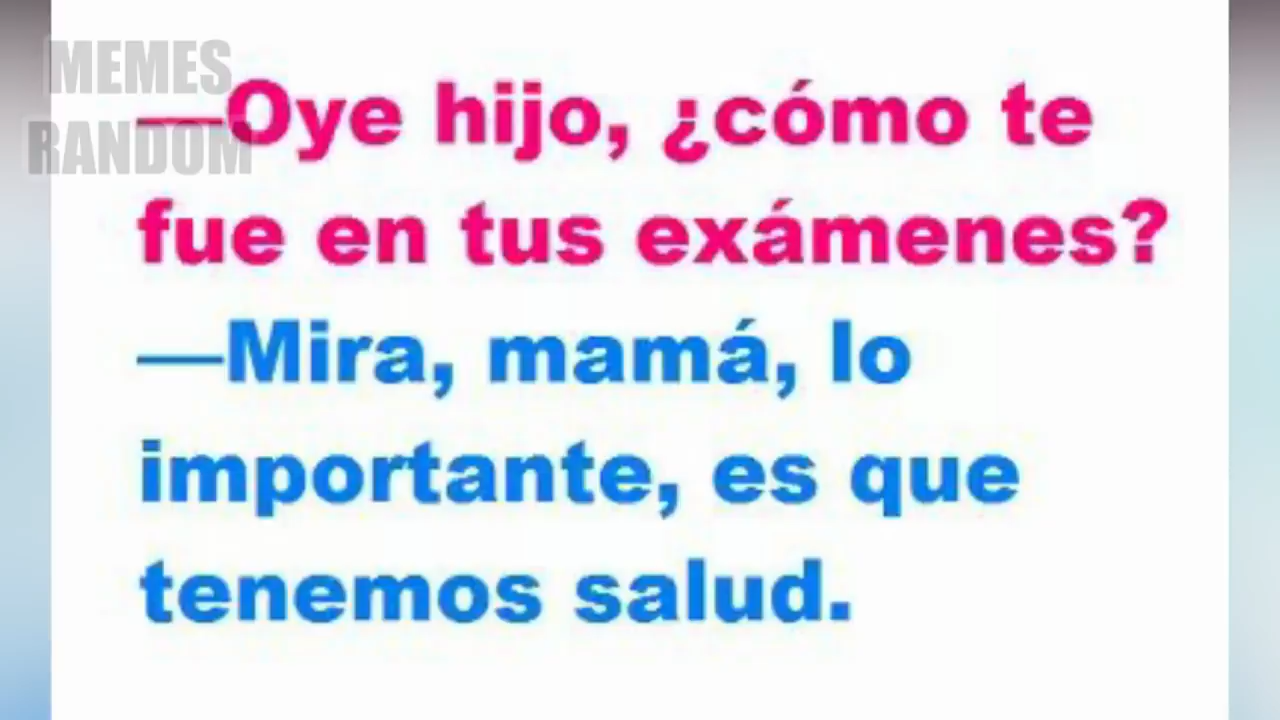 MEMES
RANDOM
—Oye hijo, ¿cómo te
fue en tus exámenes?
—Mira, mamá, lo
importante, es que
tenemos salud.